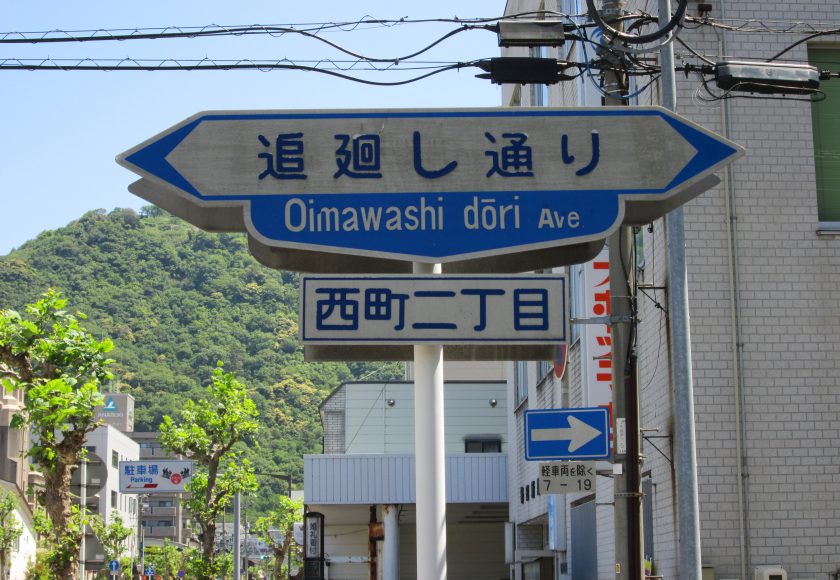 追廻し通り
Oimawashi dōri Ave
西町二丁目
軽車両を除く
7-19
駐車場
Parking